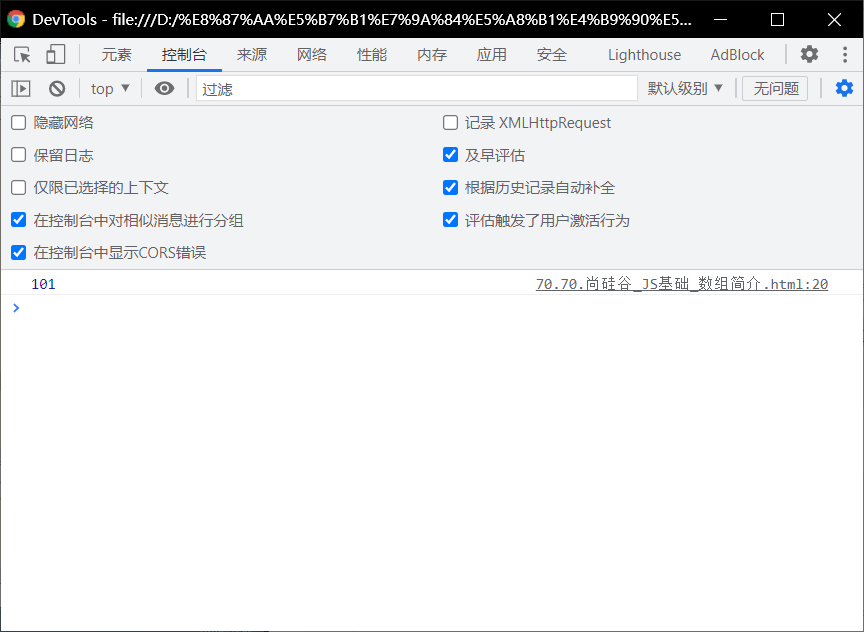 DevTools - file:///D:/%E8%87%AA%E5%B7%B1%E7%9A%84%E5%A8%B1%E4%B9%90%E5...
元素 控制台 来源 网络 性能 内存 应用 安全 Lighthouse AdBlock
top 过滤 默认级别 无问题
隐藏网络 记录 XMLHttpRequest
保留日志 及早评估
仅限已选择的上下文 根据历史记录自动补全
在控制台中对相似消息进行分组 评估触发了用户激活行为
在控制台中显示CORS错误
101 70.70.尚硅谷_JS基础_数组简介.html:20